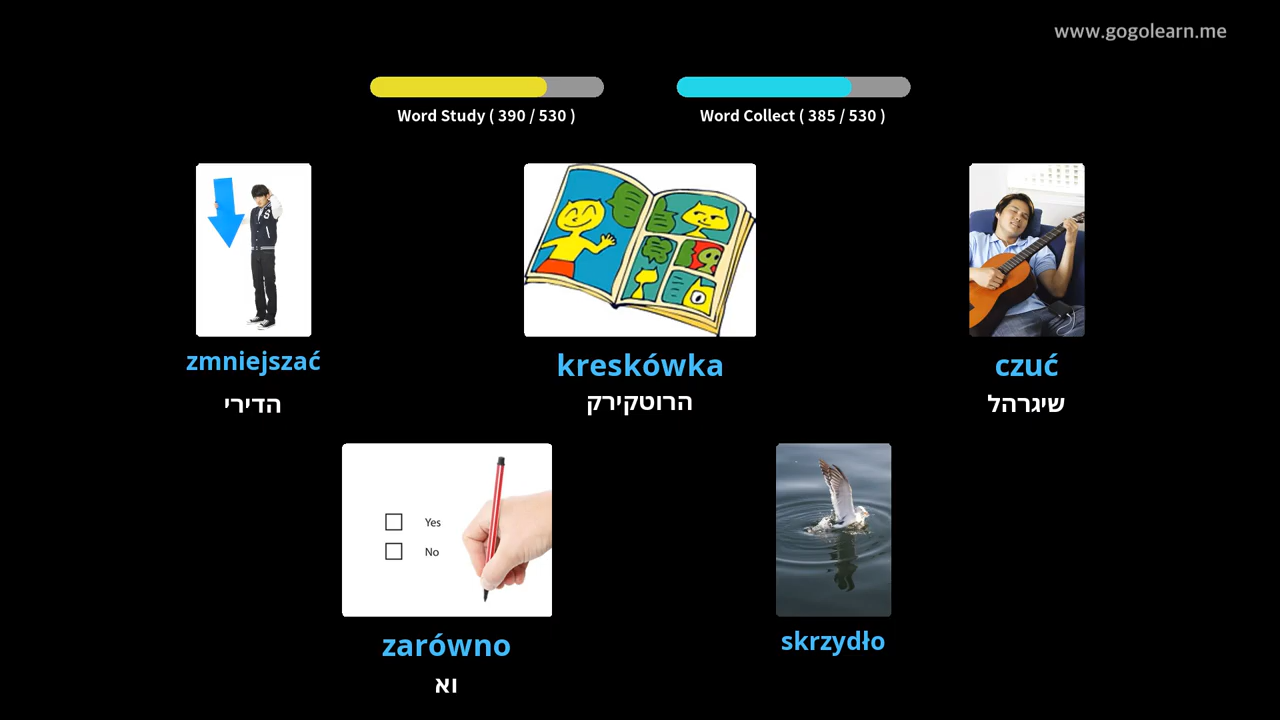 www.gogolearn.me
Word Study ( 390 / 530 )
Word Collect ( 385 / 530 )
zmniejszać
הדירי
kreskówka
הרוטקירק
czuć
שיגרהל
Yes
No
zarówno
וא
skrzydło